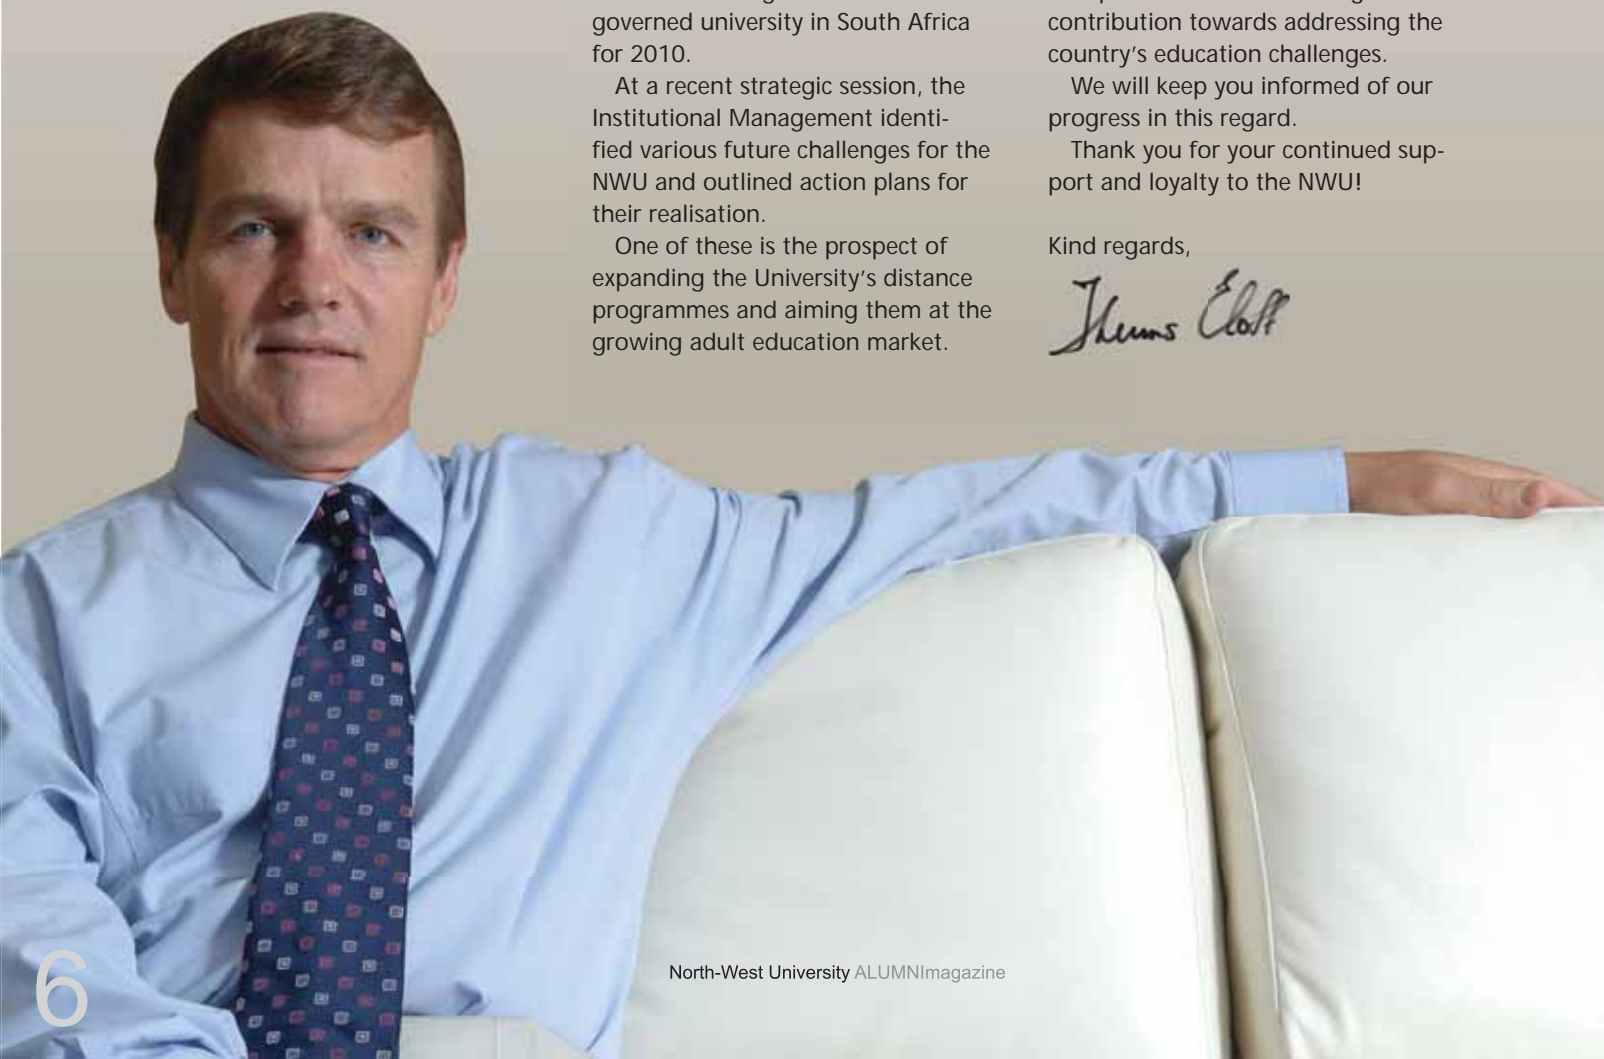 governed university in South Africa
for 2010.
At a recent strategic session, the
Institutional Management identi-
fied various future challenges for the
NWU and outlined action plans for
their realisation.
One of these is the prospect of
expanding the University's distance
programmes and aiming them at the
growing adult education market.
contribution towards addressing the
country's education challenges.
We will keep you informed of our
progress in this regard.
Thank you for your continued sup-
port and loyalty to the NWU!
Kind regards,
Theuns Eloff
6
North-West University ALUMNImagazine